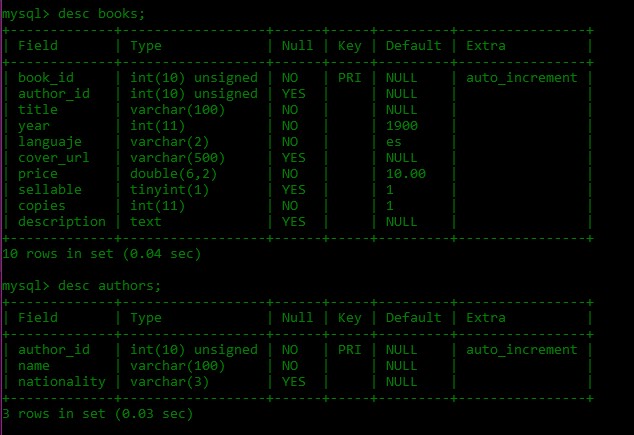 mysql> desc books;
+-------------+------------------+------+-----+---------+----------------+
| Field       | Type             | Null | Key | Default | Extra          |
+-------------+------------------+------+-----+---------+----------------+
| book_id     | int(10) unsigned | NO   | PRI | NULL    | auto_increment |
| author_id   | int(10) unsigned | YES  |     | NULL    |                |
| title       | varchar(100)     | NO   |     | NULL    |                |
| year        | int(11)          | NO   |     | 1900    |                |
| languaje    | varchar(2)       | NO   |     | es      |                |
| cover_url   | varchar(500)     | YES  |     | NULL    |                |
| price       | double(6,2)      | NO   |     | 10.00   |                |
| sellable    | tinyint(1)       | YES  |     | 1       |                |
| copies      | int(11)          | NO   |     | 1       |                |
| description | text             | YES  |     | NULL    |                |
+-------------+------------------+------+-----+---------+----------------+
10 rows in set (0.04 sec)
mysql> desc authors;
+-------------+------------------+------+-----+---------+----------------+
| Field       | Type             | Null | Key | Default | Extra          |
+-------------+------------------+------+-----+---------+----------------+
| author_id   | int(10) unsigned | NO   | PRI | NULL    | auto_increment |
| name        | varchar(100)     | NO   |     | NULL    |                |
| nationality | varchar(3)       | YES  |     | NULL    |                |
+-------------+------------------+------+-----+---------+----------------+
3 rows in set (0.03 sec)